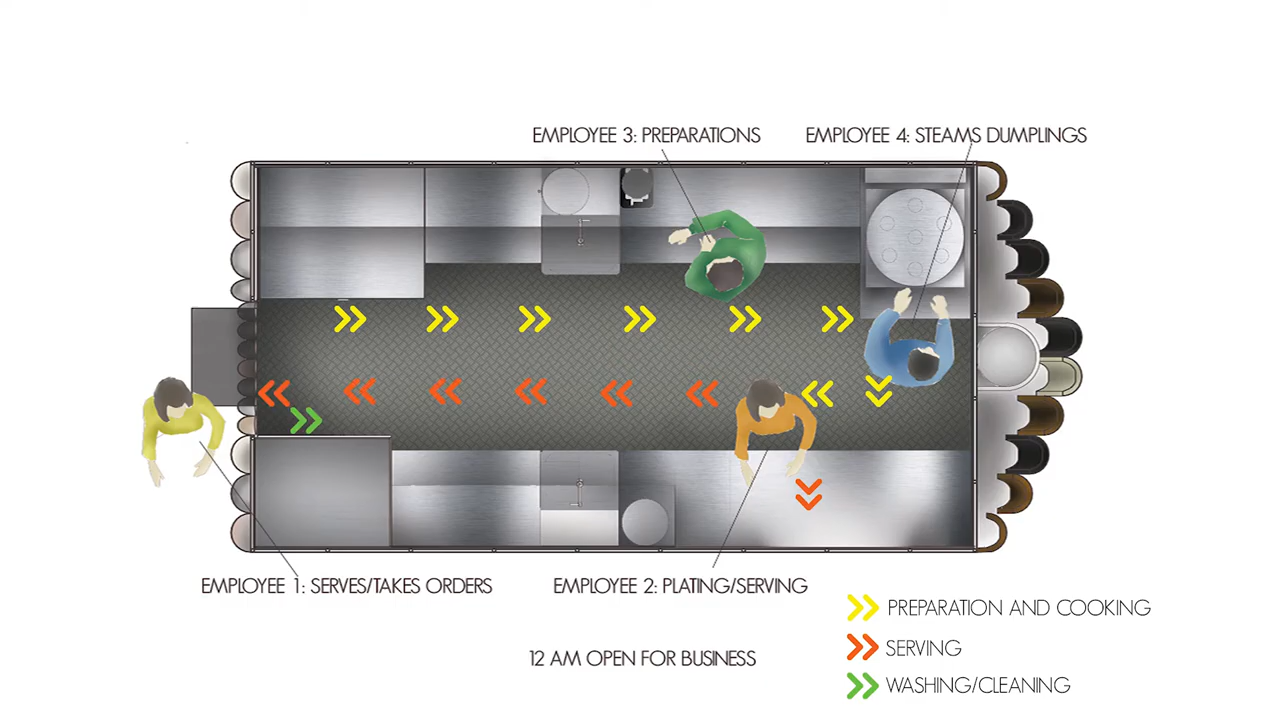 EMPLOYEE 3: PREPARATIONS
EMPLOYEE 4: STEAMS DUMPLINGS
EMPLOYEE 1: SERVES/TAKES ORDERS
EMPLOYEE 2: PLATING/SERVING
PREPARATION AND COOKING
SERVING
WASHING/CLEANING
12 AM OPEN FOR BUSINESS